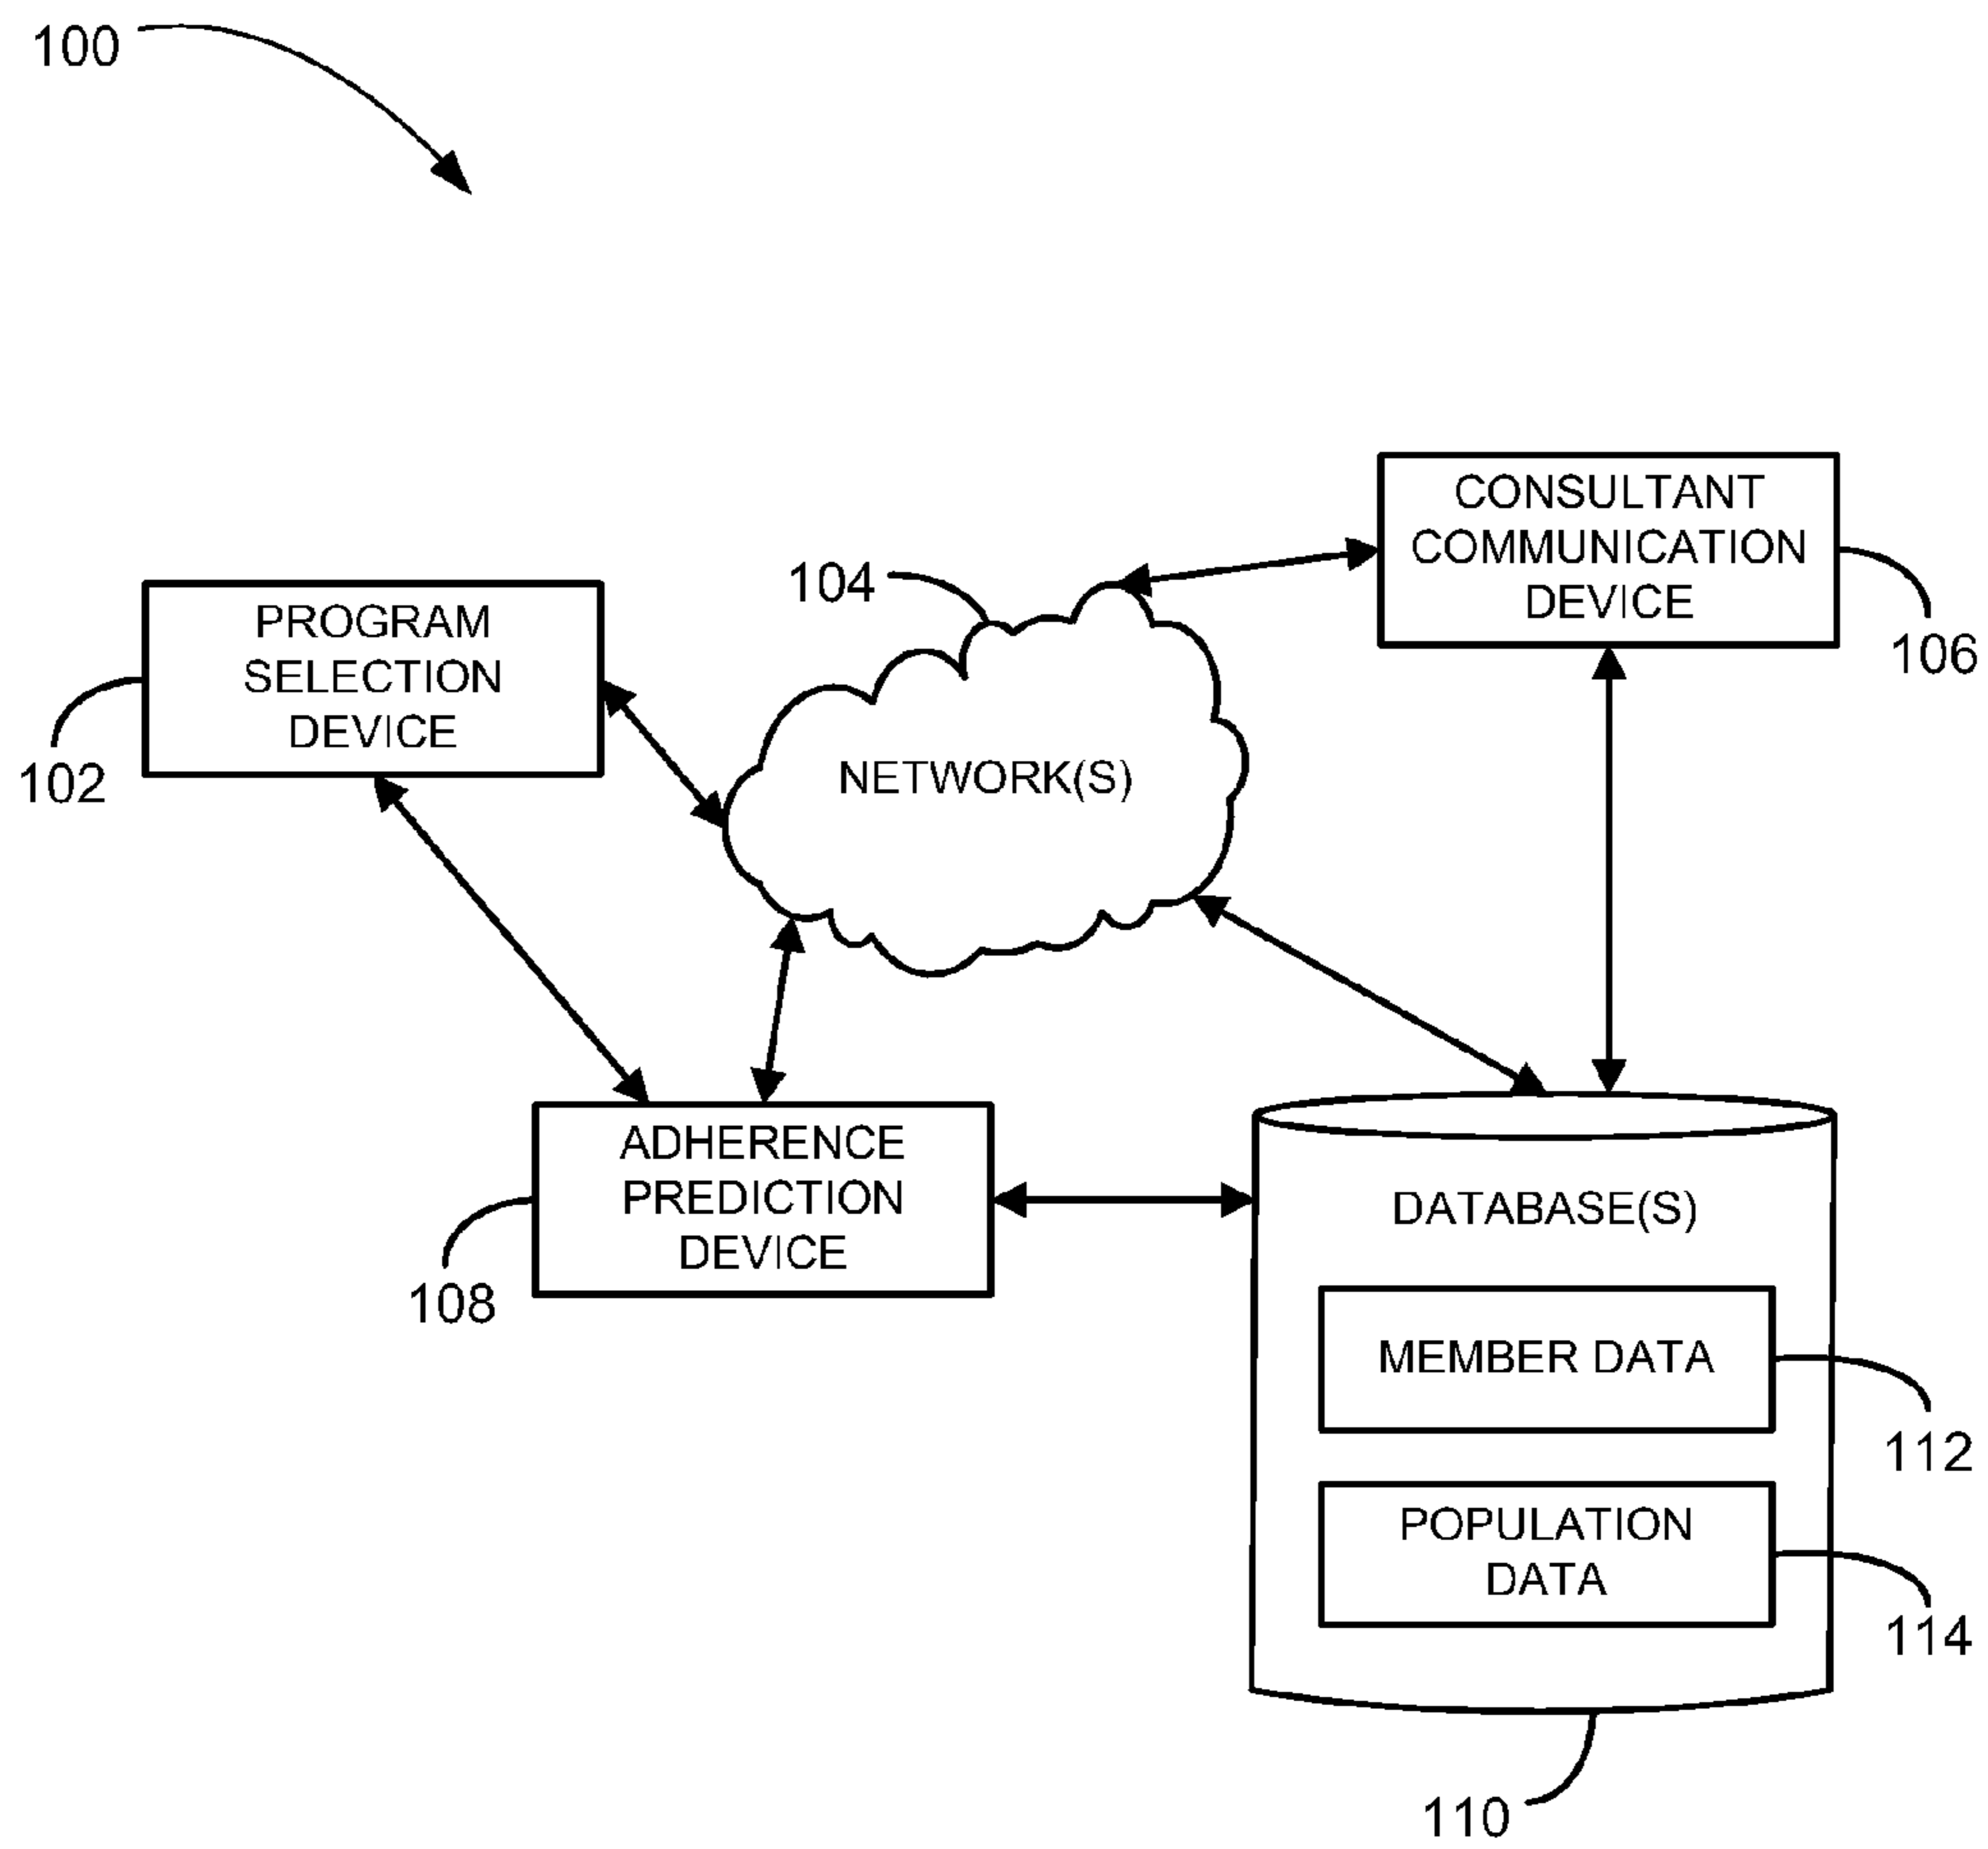 100
CONSULTANT
COMMUNICATION
DEVICE
106
104
PROGRAM
SELECTION
DEVICE
102
NETWORK(S)
ADHERENCE
PREDICTION
DEVICE
108
DATABASE(S)
MEMBER DATA
112
POPULATION
DATA
114
110